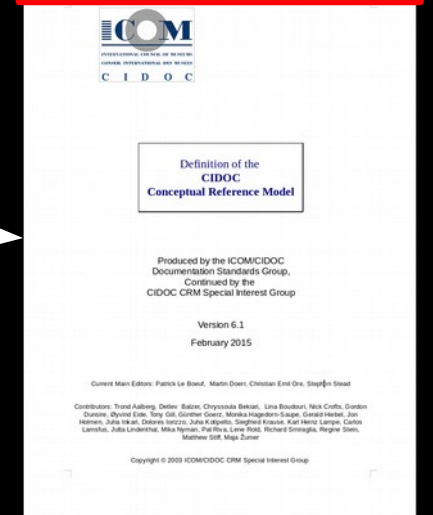 ICOM
INTERNATIONAL COUNCIL OF MUSEUMS
CONSEIL INTERNATIONAL DES MUSÉES
C I D O C
Definition of the
CIDOC
Conceptual Reference Model
Produced by the ICOM/CIDOC
Documentation Standards Group,
Continued by the
CIDOC CRM Special Interest Group
Version 6.1
February 2015
Current Main Editors: Patrick Le Boeuf, Martin Doerr, Christian Emil Ore, Stephen Stead
Contributors: Trond Aalberg, Detlev Balzer, Chryssoula Bekiari, Lina Boudouri, Nick Crofts, Gordon
Dunsire, Øyvind Eide, Tony Gill, Günther Goerz, Monika Hagedorn-Saupe, Gerald Hiebel, Jon
Holmen, Juha Inkari, Dolores Iorizzo, Juha Kotipelto, Siegfried Krause, Karl Heinz Lampe, Carlos
Lamsfus, Jutta Lindenthal, Mika Nyman, Pat Riva, Lene Rold, Richard Smiraglia, Regine Stein,
Matthew Stiff, Maja Žumer
Copyright © 2003 ICOM/CIDOC CRM Special Interest Group